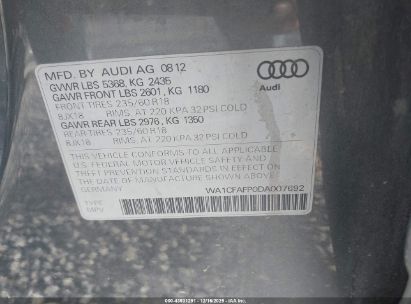 MFD. BY AUDI AG 08 12
GVWR LBS 5368, KG 2435
GAWR FRONT LBS 2601, KG 1180
FRONT TIRES 235/60 R18
8JX18 RIMS, AT 220 KPA 32 PSI COLD
GAWR REAR LBS 2976, KG 1350
REAR TIRES 235/60 R18
8JX18 RIMS, AT 220 KPA 32 PSI COLD
THIS VEHICLE CONFORMS TO ALL APPLICABLE
U.S. FEDERAL MOTOR VEHICLE SAFETY AND
THEFT PREVENTION STANDARDS IN EFFECT ON THE
DATE OF MANUFACTURE SHOWN ABOVE.
GERMANY
WA1CFAFP0DA017692
TYPE
MPV
Audi